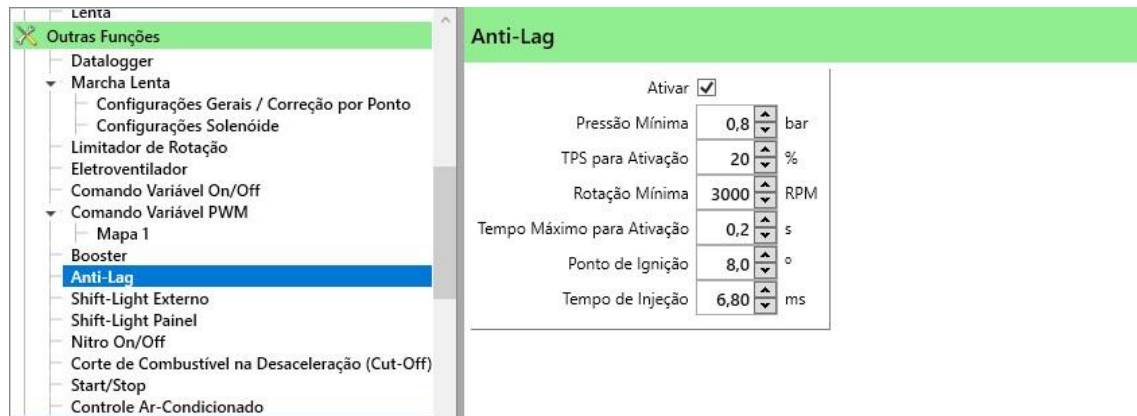 Lenta
Outras Funções
Datalogger
Marcha Lenta
Configurações Gerais / Correção por Ponto
Configurações Solenóide
Limitador de Rotação
Eletroventilador
Comando Variável On/Off
Comando Variável PWM
Mapa 1
Booster
Anti-Lag
Shift-Light Externo
Shift-Light Painel
Nitro On/Off
Corte de Combustível na Desaceleração (Cut-Off)
Start/Stop
Controle Ar-Condicionado
Anti-Lag
Ativar
Pressão Mínima 0,8 bar
TPS para Ativação 20 %
Rotação Mínima 3000 RPM
Tempo Máximo para Ativação 0,2 s
Ponto de Ignição 8,0 º
Tempo de Injeção 6,80 ms